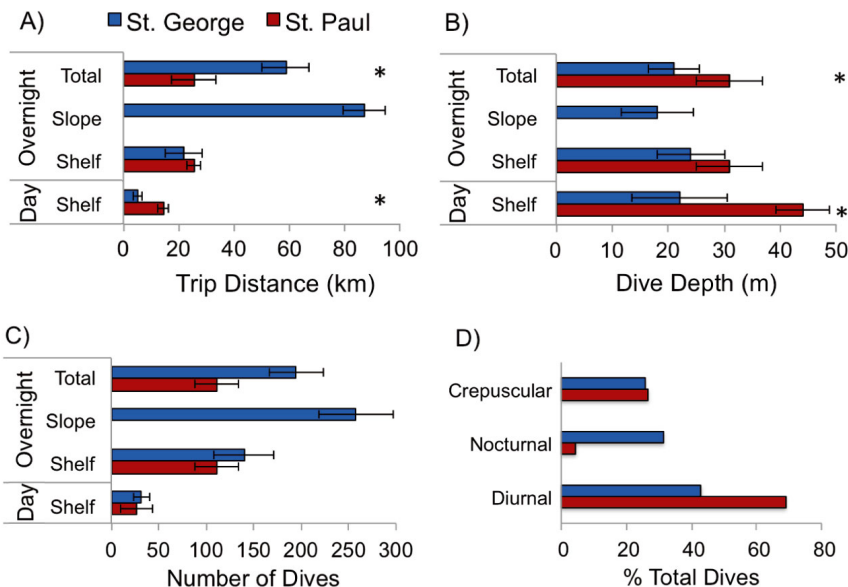 St. George St. Paul
A)
Overnight
Total
*
Slope
Shelf
Day
Shelf
*
0 20 40 60 80 100
Trip Distance (km)
B)
Overnight
Total
*
Slope
Shelf
Day
Shelf
*
0 10 20 30 40 50
Dive Depth (m)
C)
Overnight
Total
Slope
Shelf
Day
Shelf
0 50 100 150 200 250 300
Number of Dives
D)
Crepuscular
Nocturnal
Diurnal
0 20 40 60 80
% Total Dives